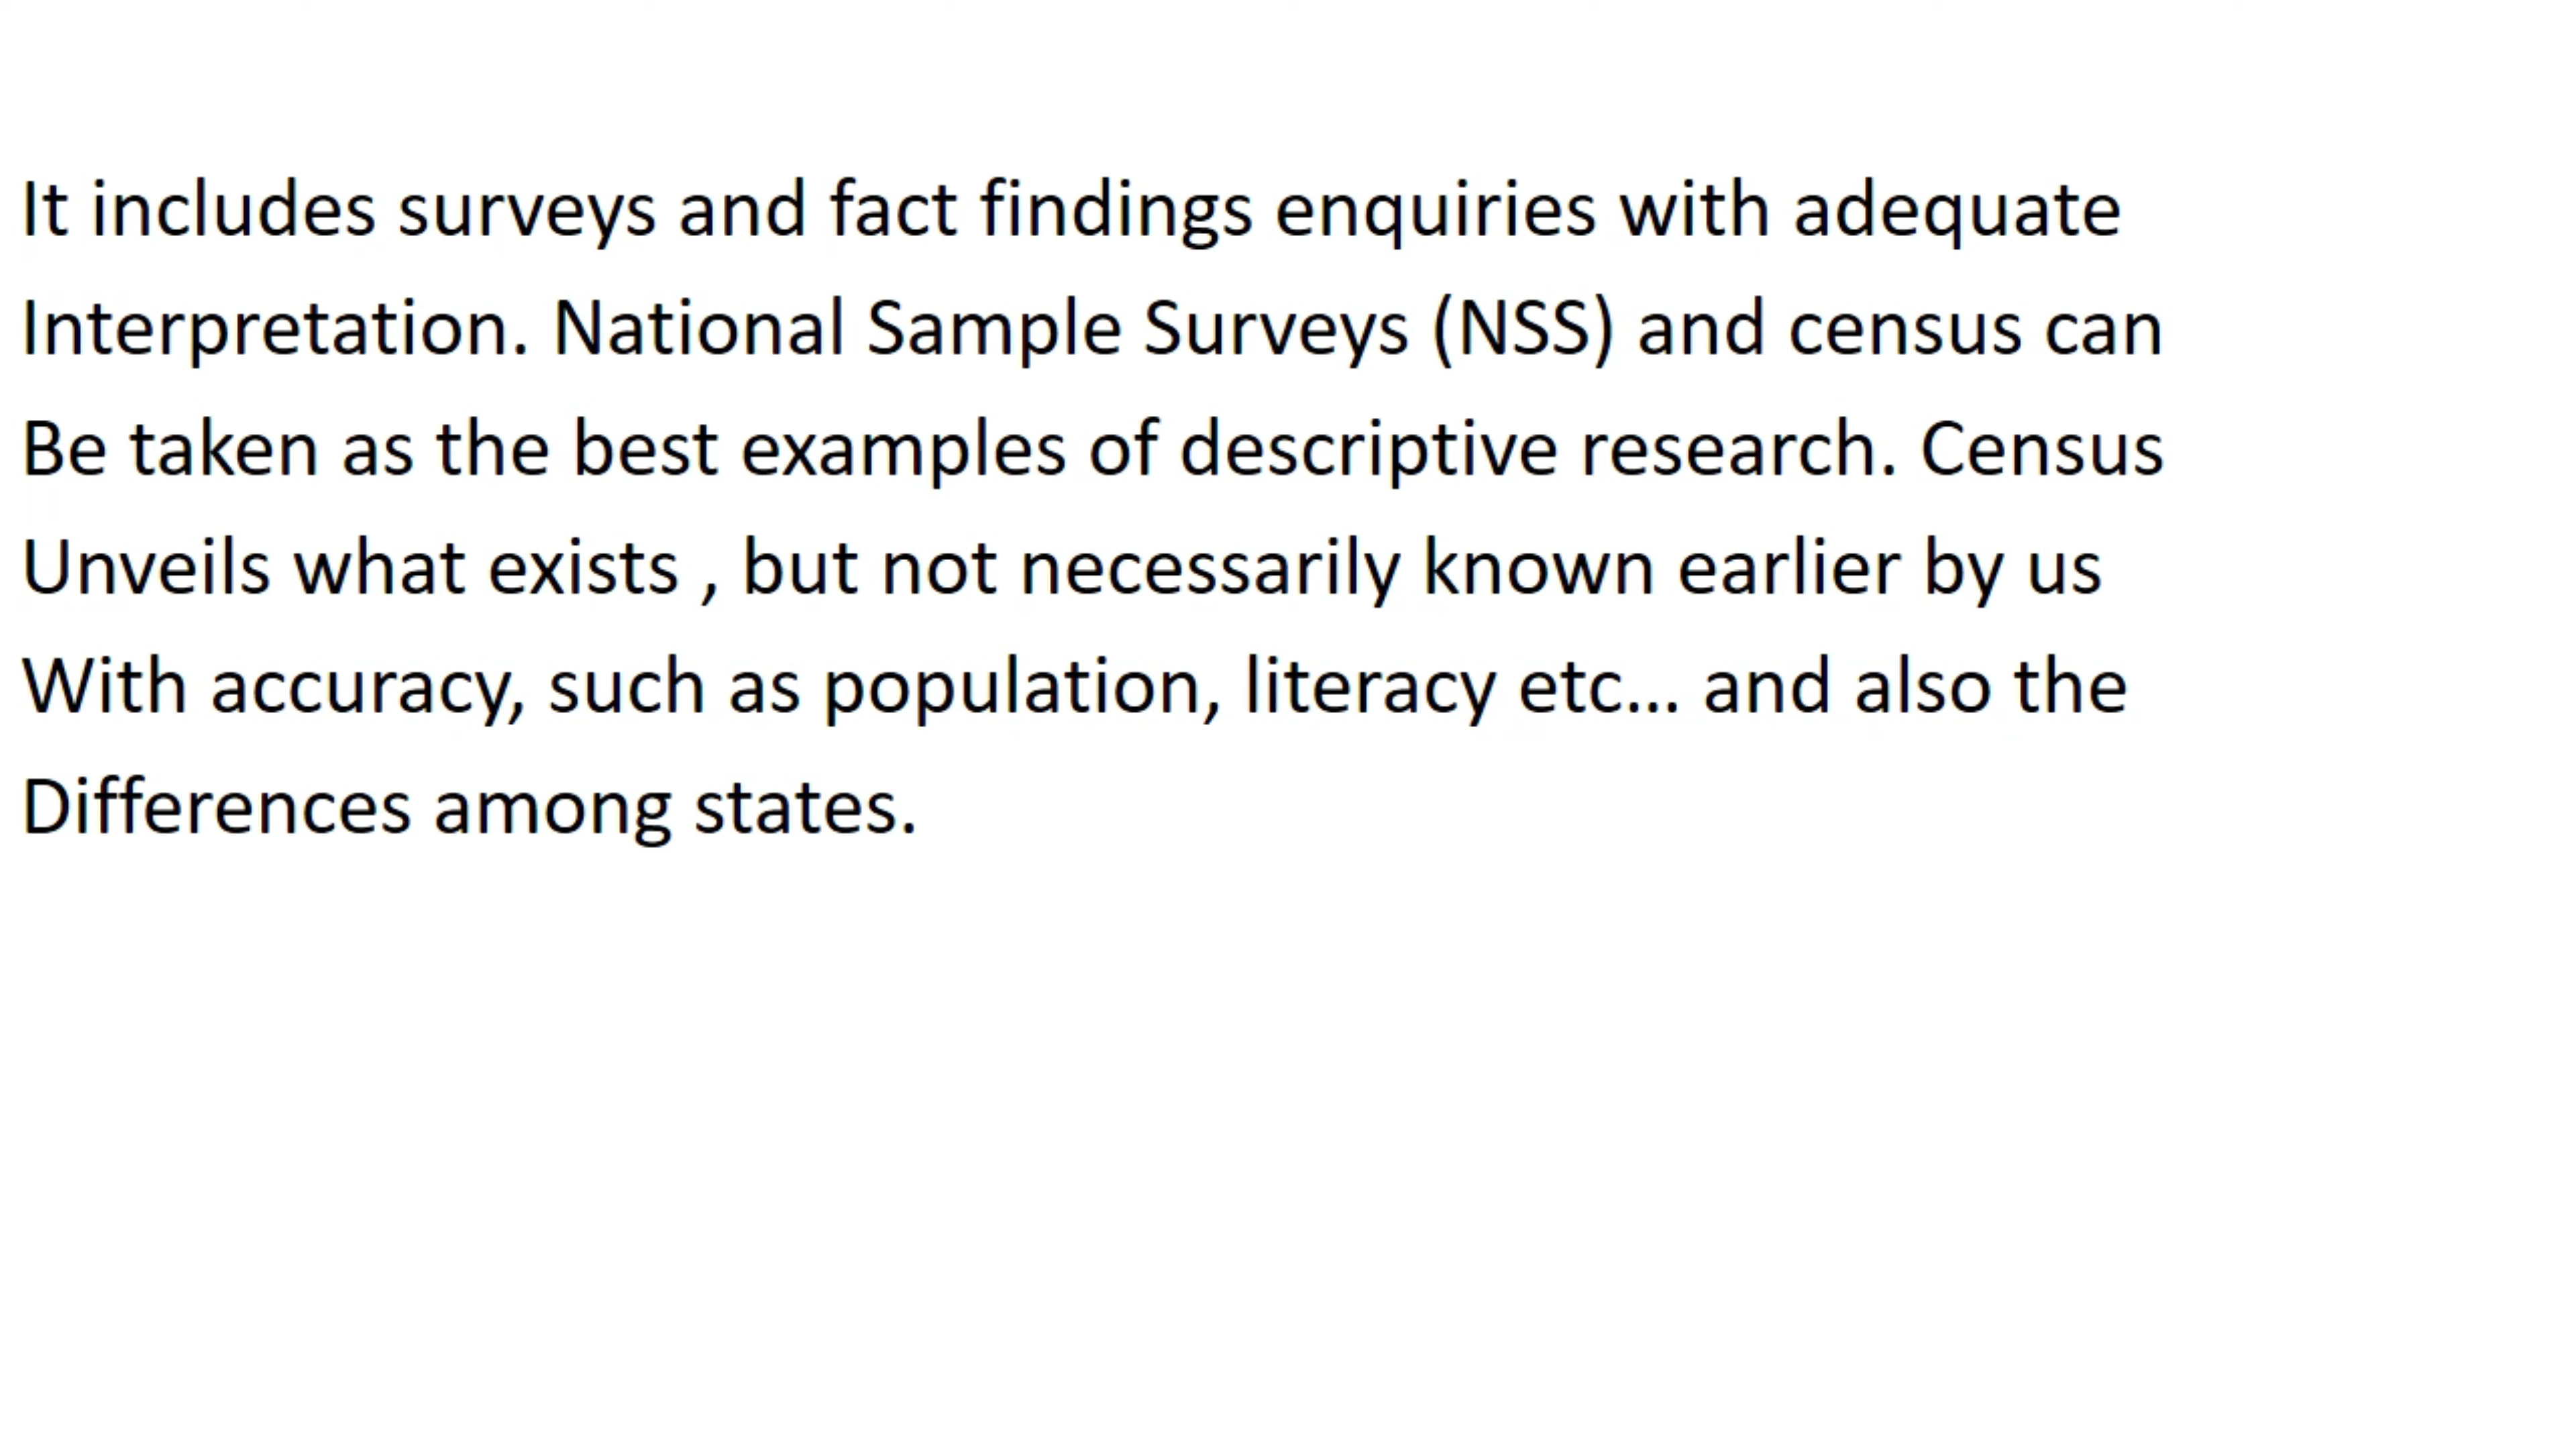 It includes surveys and fact findings enquiries with adequate
Interpretation. National Sample Surveys (NSS) and census can
Be taken as the best examples of descriptive research. Census
Unveils what exists , but not necessarily known earlier by us
With accuracy, such as population, literacy etc... and also the
Differences among states.